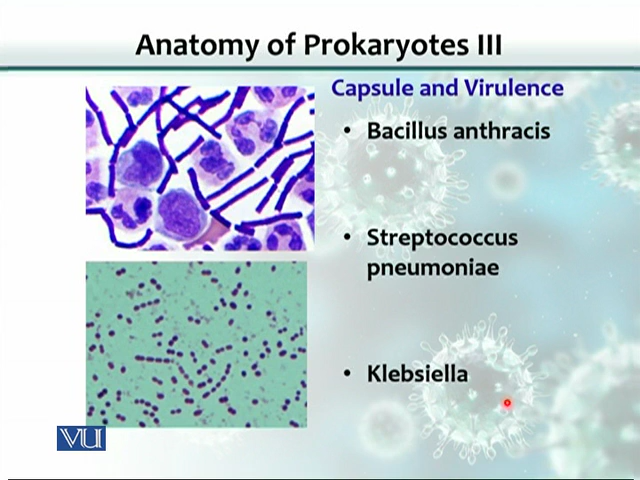 Anatomy of Prokaryotes III
Capsule and Virulence
• Bacillus anthracis
• Streptococcus
pneumoniae
• Klebsiella
VU